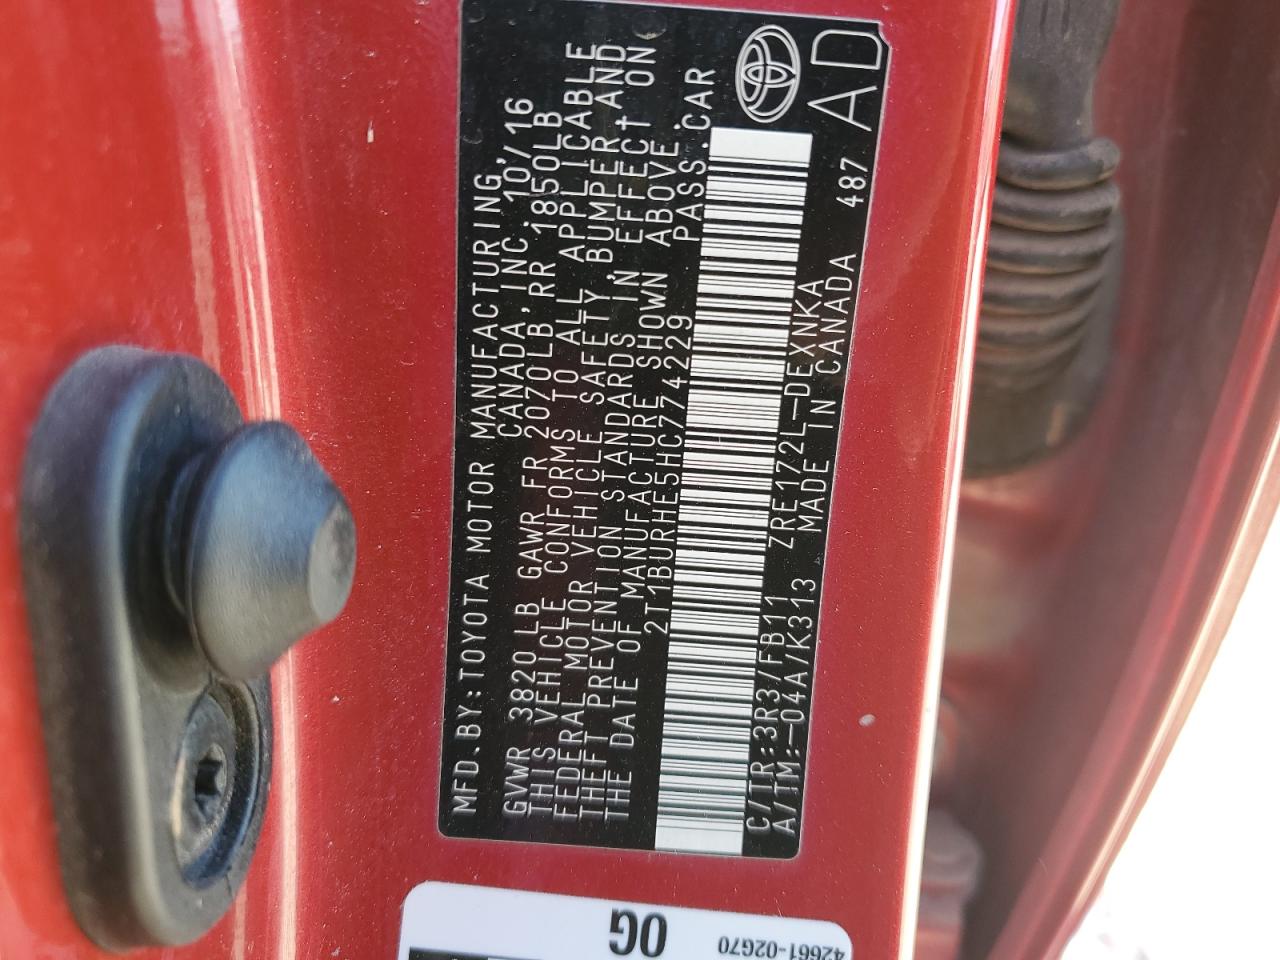 MFD.BY:TOYOTA MOTOR MANUFACTURING,
CANADA, INC. 10/16
GVWR 3820 LB GAWR FR 2070LB RR 1850LB
THIS VEHICLE CONFORMS TO ALL APPLICABLE
FEDERAL MOTOR VEHICLE SAFETY, BUMPER, AND
THEFT PREVENTION STANDARDS IN EFFECT ON
THE DATE OF MANUFACTURE SHOWN ABOVE.
2T1BURHE5HC774229 PASS.CAR
C/TR:3R3/FB11 ZRE172L-DEXNKA
A/TM:-04A/K313 MADE IN CANADA 487
AD
0G
42661-02G70